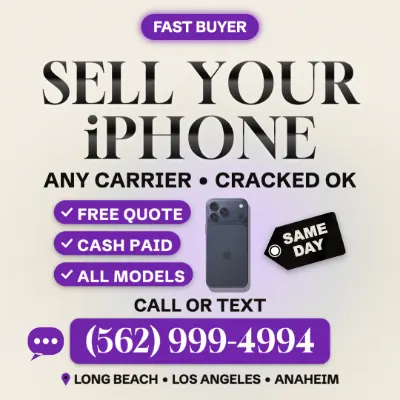 FAST BUYER
SELL YOUR
iPHONE
ANY CARRIER • CRACKED OK
FREE QUOTE
CASH PAID
ALL MODELS
SAME
DAY
CALL OR TEXT
(562) 999-4994
LONG BEACH • LOS ANGELES • ANAHEIM